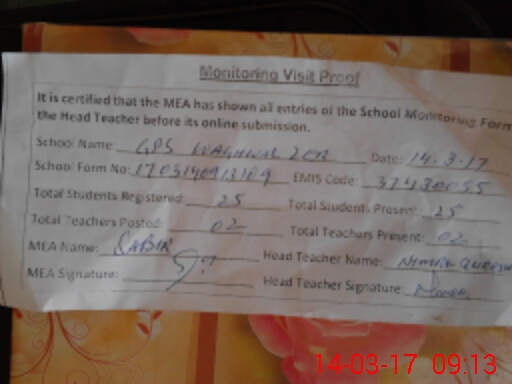 Monitoring Visit Proof
It is certified that the MEA has shown all entries of the School Monitoring Form
the Head Teacher before its online submission.
School Name: GPS Date: 14.3.17
School Form No: EMIS Code: 37430055
Total Students Registered: 25 Total Students Present: 25
Total Teachers Posted: 02 Total Teachers Present: 02
MEA Name: SABIR Head Teacher Name:
MEA Signature: Head Teacher Signature:
14-03-17 09:13